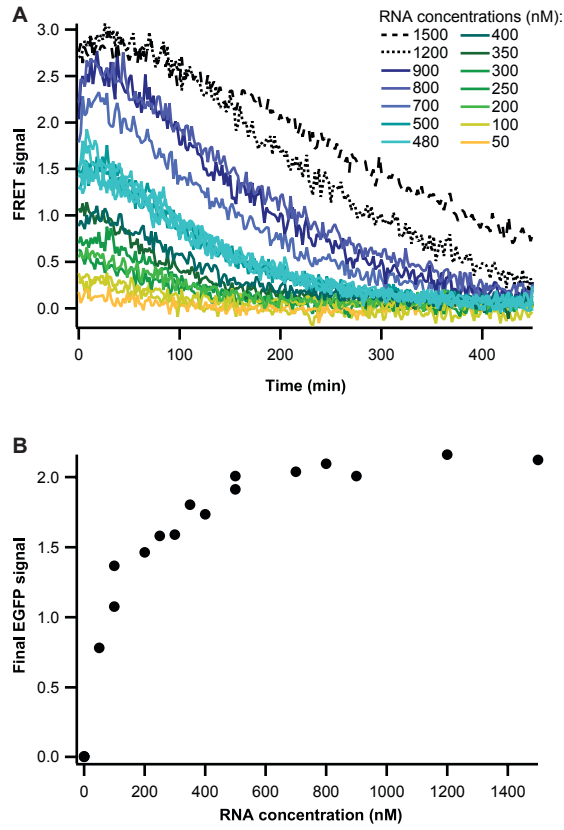 A
RNA concentrations (nM):
1500 400
1200 350
900 300
800 250
700 200
500 100
480 50
3.0
2.5
2.0
1.5
1.0
0.5
0.0
FRET signal
0 100 200 300 400
Time (min)
B
2.0
1.5
1.0
0.5
0.0
Final EGFP signal
0 200 400 600 800 1000 1200 1400
RNA concentration (nM)